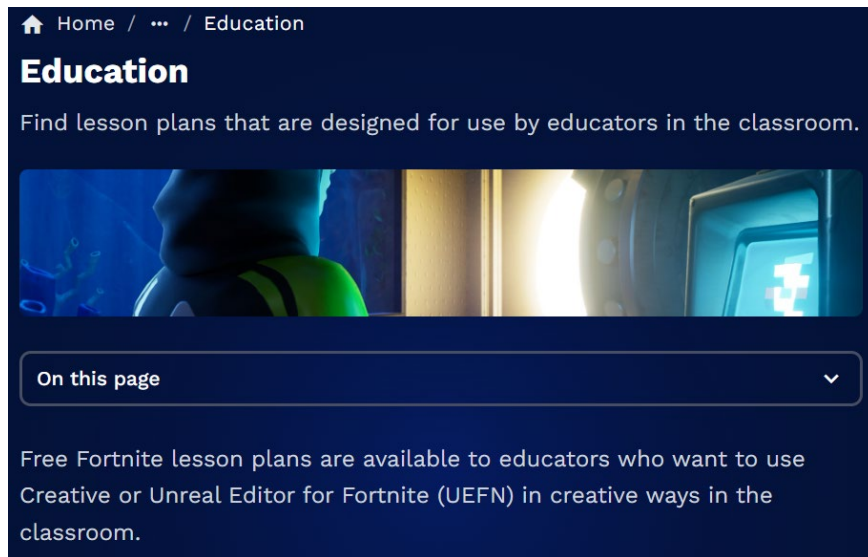 Home / ••• / Education
Education
Find lesson plans that are designed for use by educators in the classroom.
On this page
Free Fortnite lesson plans are available to educators who want to use
Creative or Unreal Editor for Fortnite (UEFN) in creative ways in the
classroom.